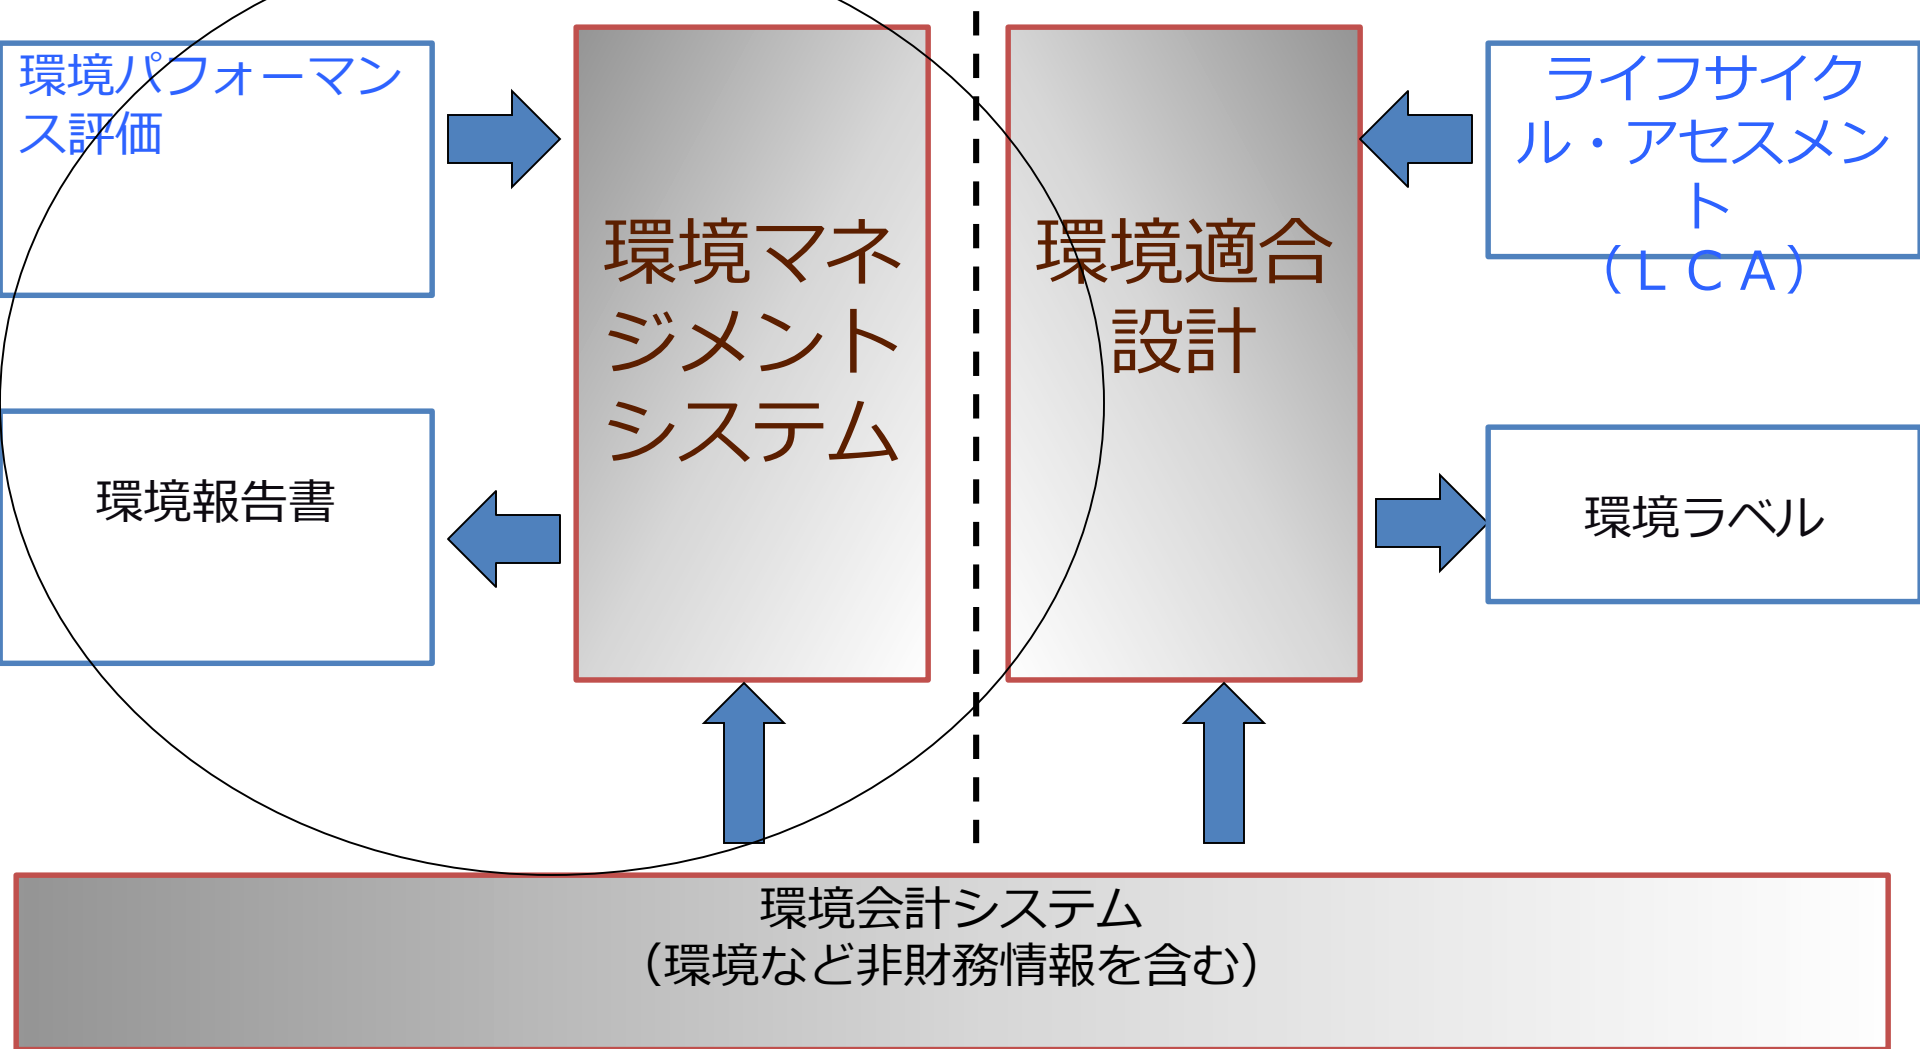 環境パフォーマン
ス評価
環境マネ
ジメント
システム
環境適合
設計
ライフサイク
ル・アセスメン
ト
（ＬＣＡ）
環境報告書
環境ラベル
環境会計システム
（環境など非財務情報を含む）